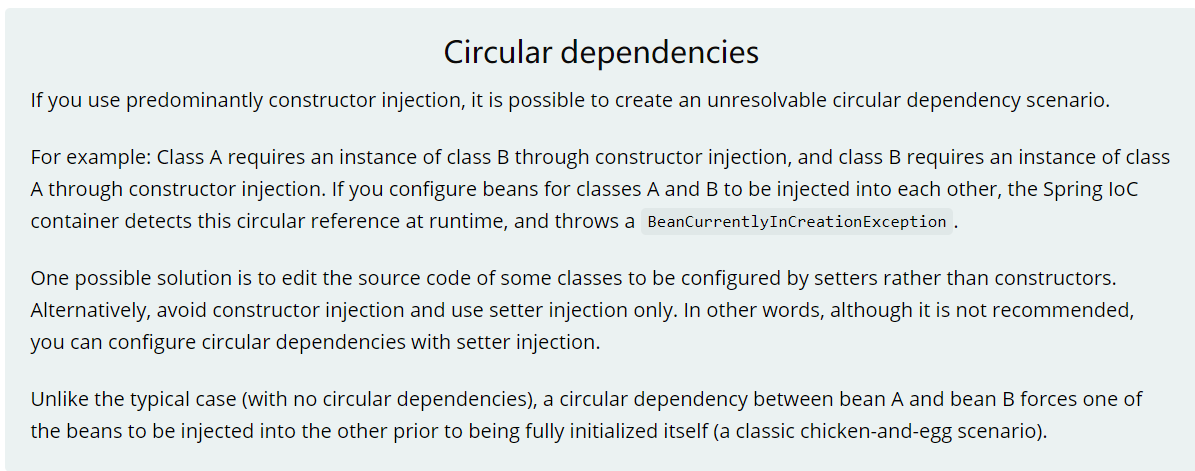 Circular dependencies
If you use predominantly constructor injection, it is possible to create an unresolvable circular dependency scenario.
For example: Class A requires an instance of class B through constructor injection, and class B requires an instance of class
A through constructor injection. If you configure beans for classes A and B to be injected into each other, the Spring IoC
container detects this circular reference at runtime, and throws a BeanCurrentlyInCreationException.
One possible solution is to edit the source code of some classes to be configured by setters rather than constructors.
Alternatively, avoid constructor injection and use setter injection only. In other words, although it is not recommended,
you can configure circular dependencies with setter injection.
Unlike the typical case (with no circular dependencies), a circular dependency between bean A and bean B forces one of
the beans to be injected into the other prior to being fully initialized itself (a classic chicken-and-egg scenario).